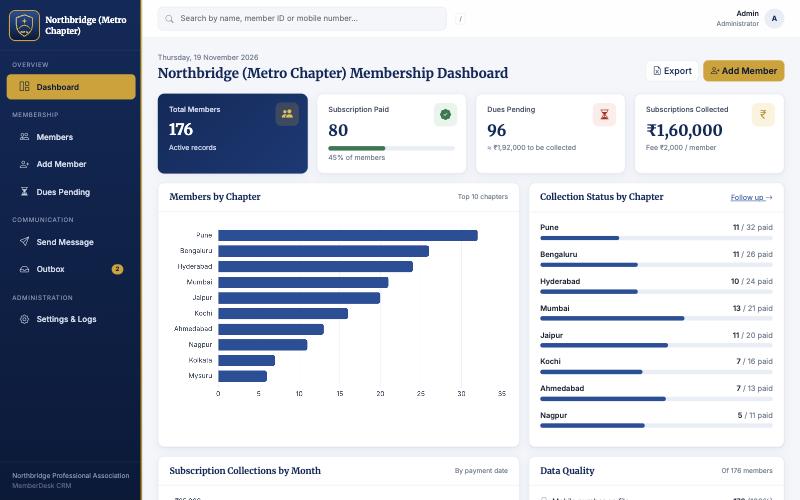 Northbridge (Metro Chapter)
OVERVIEW
Dashboard
MEMBERSHIP
Members
Add Member
Dues Pending
COMMUNICATION
Send Message
Outbox 2
ADMINISTRATION
Settings & Logs
Northbridge Professional Association
MemberDesk CRM
Search by name, member ID or mobile number...
/
Admin
Administrator
A
Thursday, 19 November 2026
Northbridge (Metro Chapter) Membership Dashboard
Export
Add Member
Total Members
176
Active records
Subscription Paid
80
45% of members
Dues Pending
96
≈ ₹1,92,000 to be collected
Subscriptions Collected
₹1,60,000
Fee ₹2,000 / member
₹
Members by Chapter
Top 10 chapters
Pune
Bengaluru
Hyderabad
Mumbai
Jaipur
Kochi
Ahmedabad
Nagpur
Kolkata
Mysuru
0 5 10 15 20 25 30 35
Collection Status by Chapter
Follow up →
Pune 11 / 32 paid
Bengaluru 11 / 26 paid
Hyderabad 10 / 24 paid
Mumbai 13 / 21 paid
Jaipur 11 / 20 paid
Kochi 7 / 16 paid
Ahmedabad 7 / 13 paid
Nagpur 5 / 11 paid
Subscription Collections by Month
By payment date
Data Quality
Of 176 members